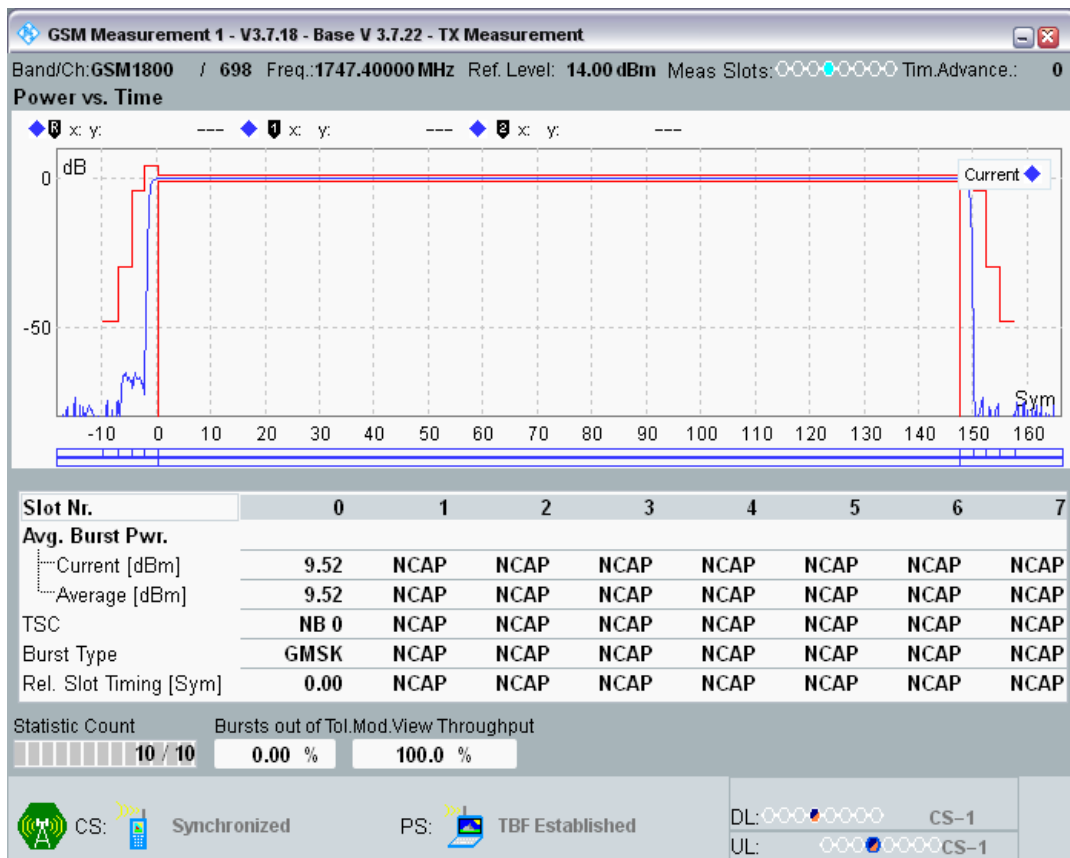 GSM Measurement 1 - V3.7.18 - Base V 3.7.22 - TX Measurement
Band/Ch:GSM1800 / 698 Freq.:1747.40000 MHz Ref. Level: 14.00 dBm Meas Slots: Tim.Advance.: 0
Power vs. Time
R x: y: --- 1 x: y: --- 2 x: y: ---
dB
Current
0
-50
Sym
-10 0 10 20 30 40 50 60 70 80 90 100 110 120 130 140 150 160
Slot Nr. 0 1 2 3 4 5 6 7
Avg. Burst Pwr.
Current [dBm] 9.52 NCAP NCAP NCAP NCAP NCAP NCAP NCAP
Average [dBm] 9.52 NCAP NCAP NCAP NCAP NCAP NCAP NCAP
TSC NB 0 NCAP NCAP NCAP NCAP NCAP NCAP NCAP
Burst Type GMSK NCAP NCAP NCAP NCAP NCAP NCAP NCAP
Rel. Slot Timing [Sym] 0.00 NCAP NCAP NCAP NCAP NCAP NCAP NCAP
Statistic Count Bursts out of Tol.Mod.View Throughput
10 / 10 0.00 % 100.0 %
CS: Synchronized PS: TBF Established
DL: CS-1
UL: CS-1